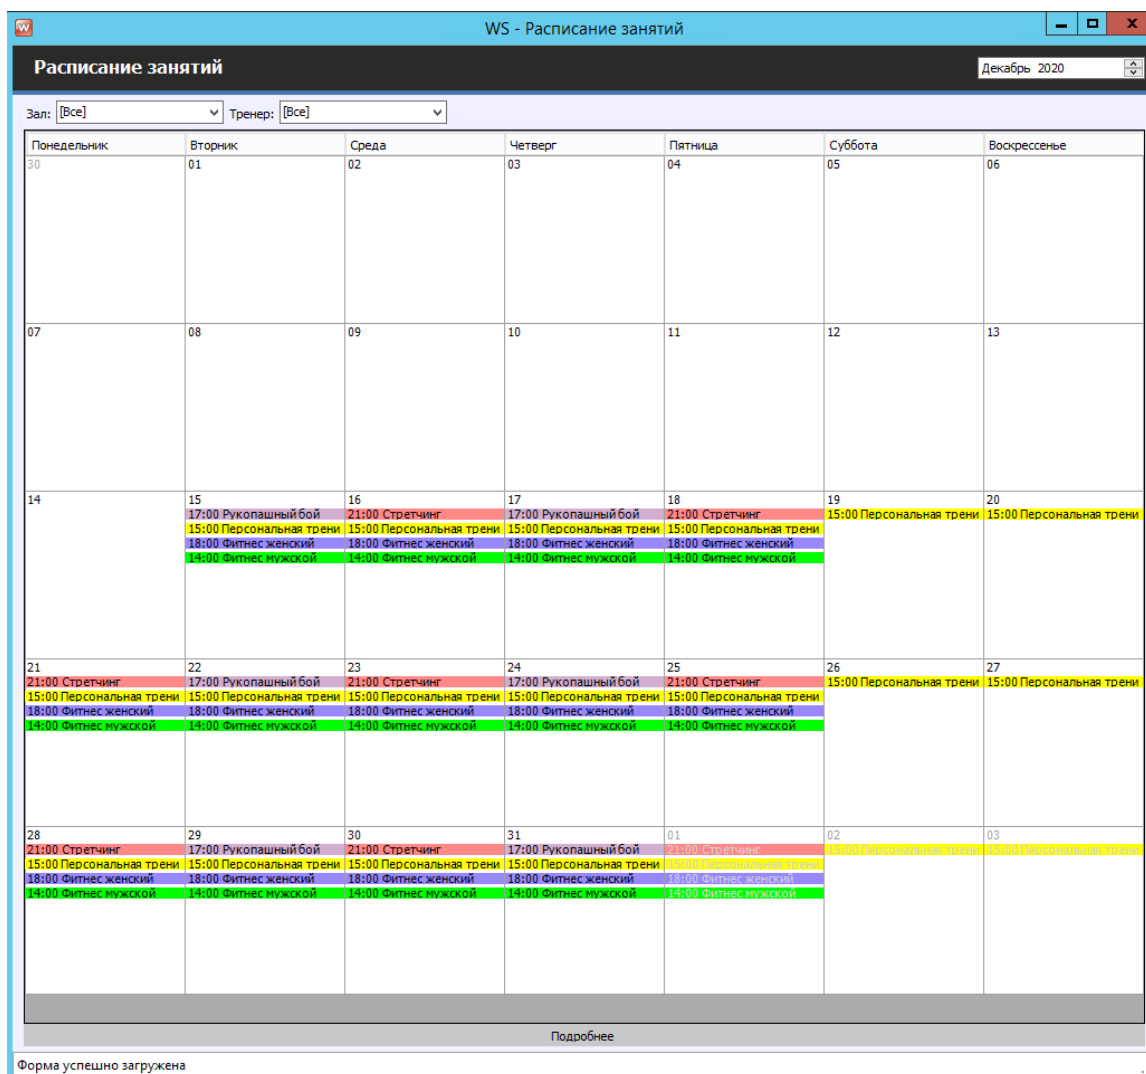 WS - Расписание занятий
Расписание занятий Декабрь 2020
Зал: [Все] Тренер: [Все]
Понедельник Вторник Среда Четверг Пятница Суббота Воскрессенье
30 01 02 03 04 05 06
07 08 09 10 11 12 13
14 15 16 17 18 19 20
17:00 Рукопашный бой 21:00 Стретчинг 17:00 Рукопашный бой 21:00 Стретчинг 15:00 Персональная трени 15:00 Персональная трени
15:00 Персональная трени 15:00 Персональная трени 15:00 Персональная трени 15:00 Персональная трени
18:00 Фитнес женский 18:00 Фитнес женский 18:00 Фитнес женский 18:00 Фитнес женский
14:00 Фитнес мужской 14:00 Фитнес мужской 14:00 Фитнес мужской 14:00 Фитнес мужской
21 22 23 24 25 26 27
21:00 Стретчинг 17:00 Рукопашный бой 21:00 Стретчинг 17:00 Рукопашный бой 21:00 Стретчинг 15:00 Персональная трени 15:00 Персональная трени
15:00 Персональная трени 15:00 Персональная трени 15:00 Персональная трени 15:00 Персональная трени 15:00 Персональная трени
18:00 Фитнес женский 18:00 Фитнес женский 18:00 Фитнес женский 18:00 Фитнес женский 18:00 Фитнес женский
14:00 Фитнес мужской 14:00 Фитнес мужской 14:00 Фитнес мужской 14:00 Фитнес мужской 14:00 Фитнес мужской
28 29 30 31 01 02 03
21:00 Стретчинг 17:00 Рукопашный бой 21:00 Стретчинг 17:00 Рукопашный бой 21:00 Стретчинг 15:00 Персональная трени 15:00 Персональная трени
15:00 Персональная трени 15:00 Персональная трени 15:00 Персональная трени 15:00 Персональная трени 15:00 Персональная трени
18:00 Фитнес женский 18:00 Фитнес женский 18:00 Фитнес женский 18:00 Фитнес женский 18:00 Фитнес женский
14:00 Фитнес мужской 14:00 Фитнес мужской 14:00 Фитнес мужской 14:00 Фитнес мужской 14:00 Фитнес мужской
Подробнее
Форма успешно загружена